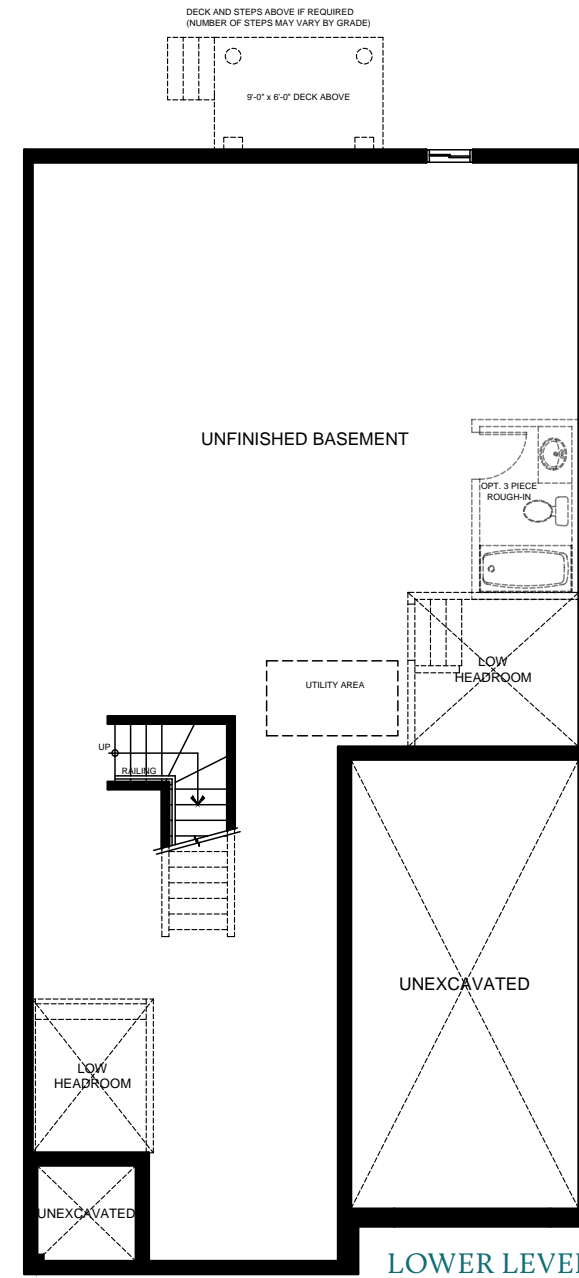 DECK AND STEPS ABOVE IF REQUIRED
(NUMBER OF STEPS MAY VARY BY GRADE)
9'-0" x 6'-0" DECK ABOVE
UNFINISHED BASEMENT
OPT. 3 PIECE
ROUGH-IN
LOW
HEADROOM
UTILITY AREA
UP
RAILING
UNEXCAVATED
LOW
HEADROOM
UNEXCAVATED
LOWER LEVEL